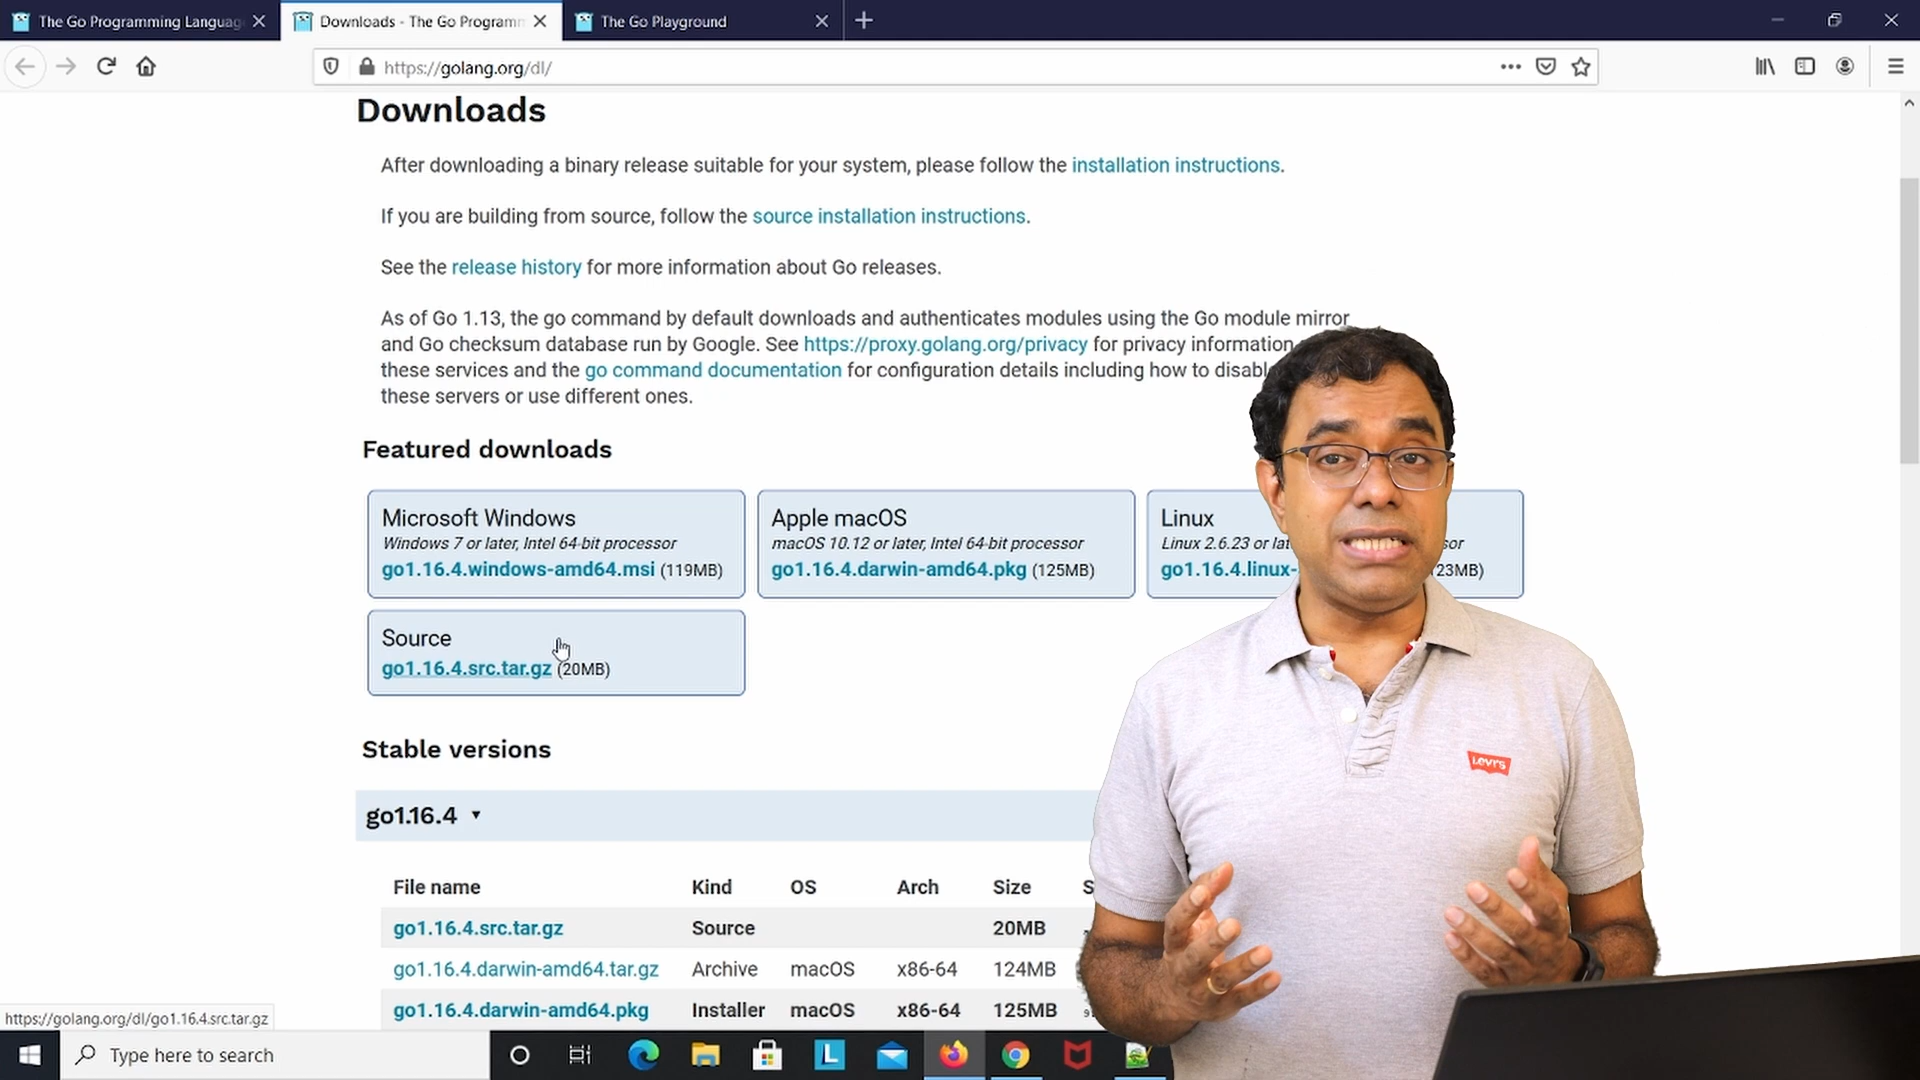 The Go Programming Languag
Downloads - The Go Programm
The Go Playground
https://golang.org/dl/
Downloads
After downloading a binary release suitable for your system, please follow the installation instructions.
If you are building from source, follow the source installation instructions.
See the release history for more information about Go releases.
As of Go 1.13, the go command by default downloads and authenticates modules using the Go module mirror
and Go checksum database run by Google. See https://proxy.golang.org/privacy for privacy information
these services and the go command documentation for configuration details including how to disabl
these servers or use different ones.
Featured downloads
Microsoft Windows
Windows 7 or later, Intel 64-bit processor
go1.16.4.windows-amd64.msi (119MB)
Apple macOS
macOS 10.12 or later, Intel 64-bit processor
go1.16.4.darwin-amd64.pkg (125MB)
Linux
Linux 2.6.23 or lat sor
go1.16.4.linux- 23MB)
Source
go1.16.4.src.tar.gz (20MB)
Levi's
Stable versions
go1.16.4 ▼
File name Kind OS Arch Size S
go1.16.4.src.tar.gz Source 20MB
go1.16.4.darwin-amd64.tar.gz Archive macOS x86-64 124MB
go1.16.4.darwin-amd64.pkg Installer macOS x86-64 125MB
https://golang.org/dl/go1.16.4.src.tar.gz
Type here to search
L